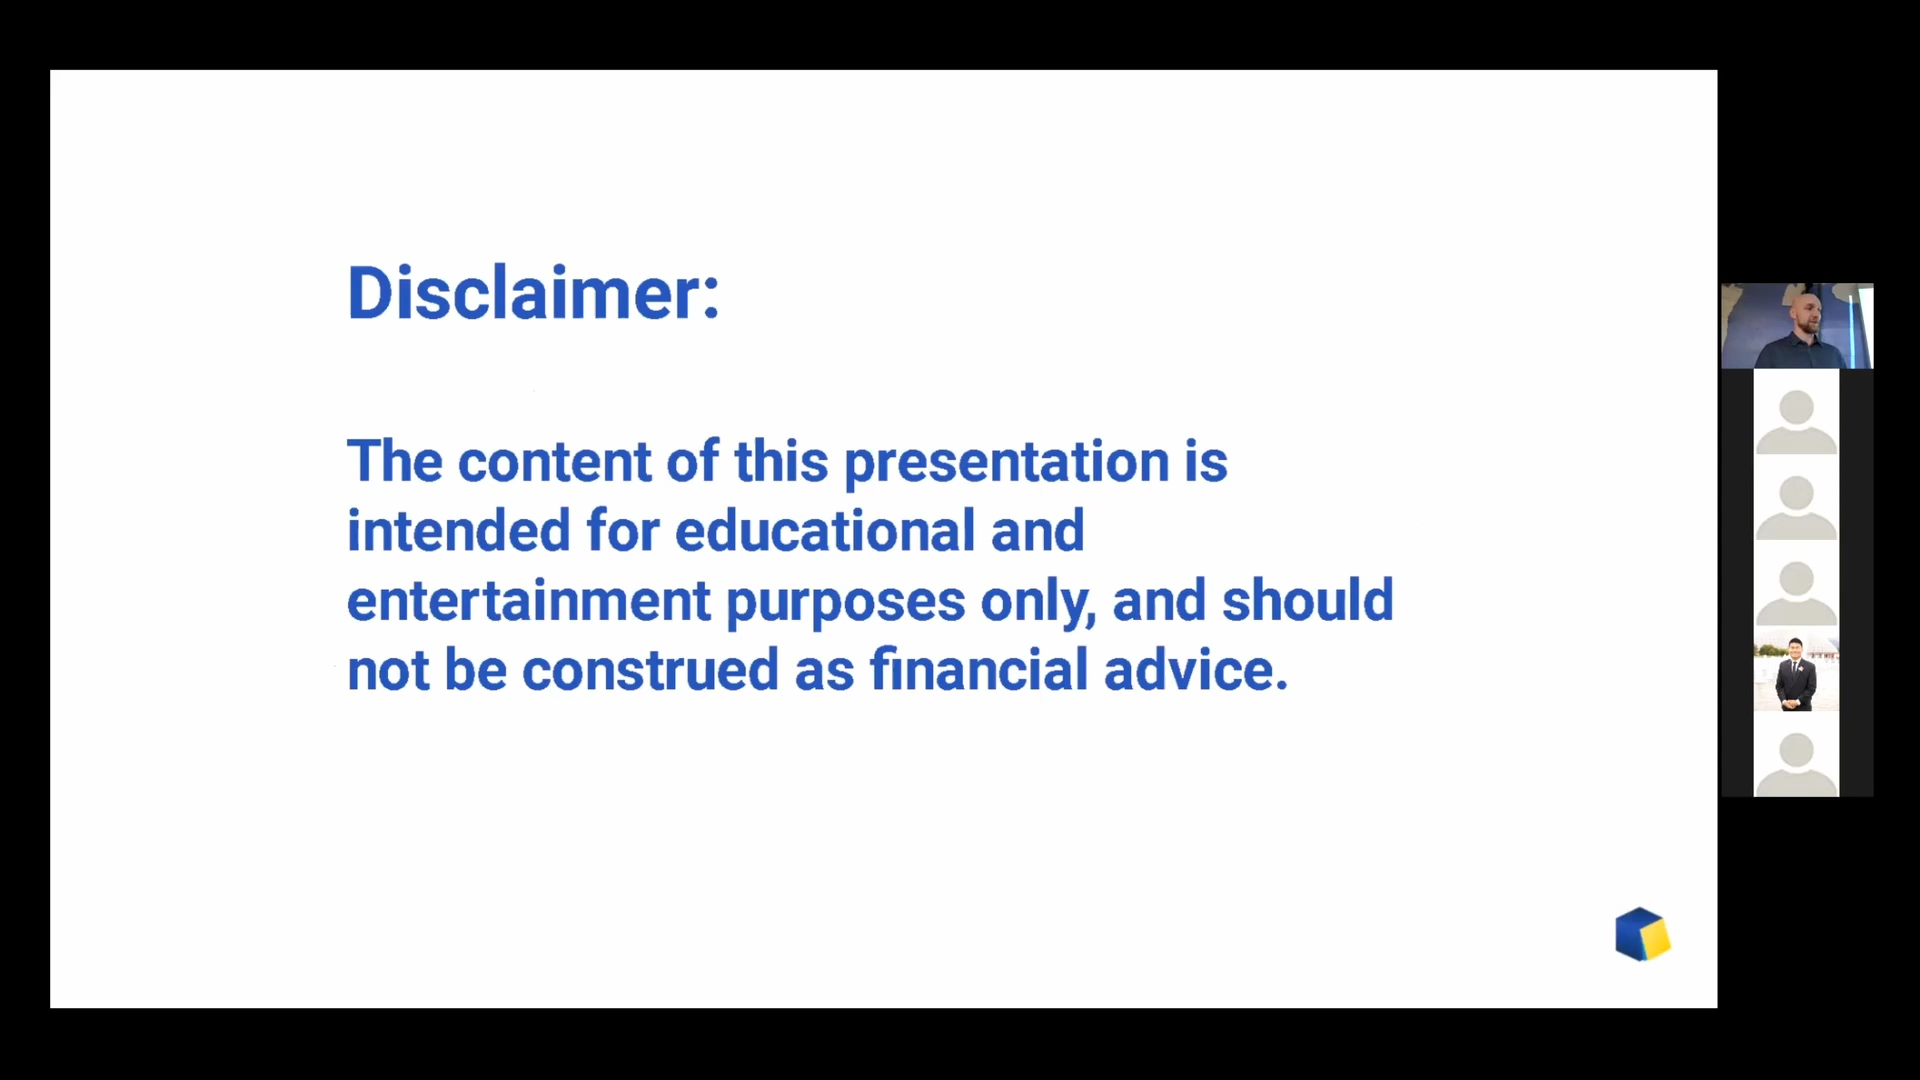 Disclaimer:
The content of this presentation is
intended for educational and
entertainment purposes only, and should
not be construed as financial advice.